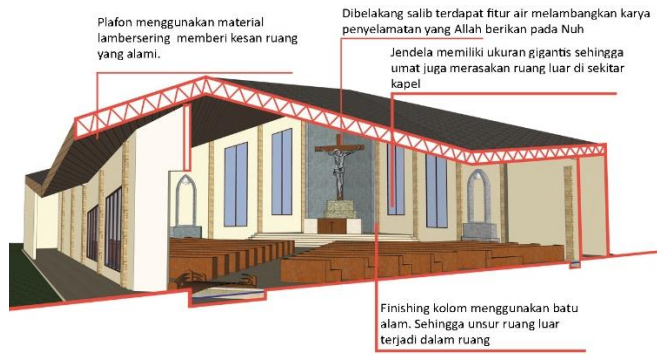 Plafon menggunakan material
lambersering memberi kesan ruang
yang alami.
Dibelakang salib terdapat fitur air melambangkan karya
penyelamatan yang Allah berikan pada Nuh
Jendela memiliki ukuran gigantis sehingga
umat juga merasakan ruang luar di sekitar
kapel
Finishing kolom menggunakan batu
alam. Sehingga unsur ruang luar
terjadi dalam ruang